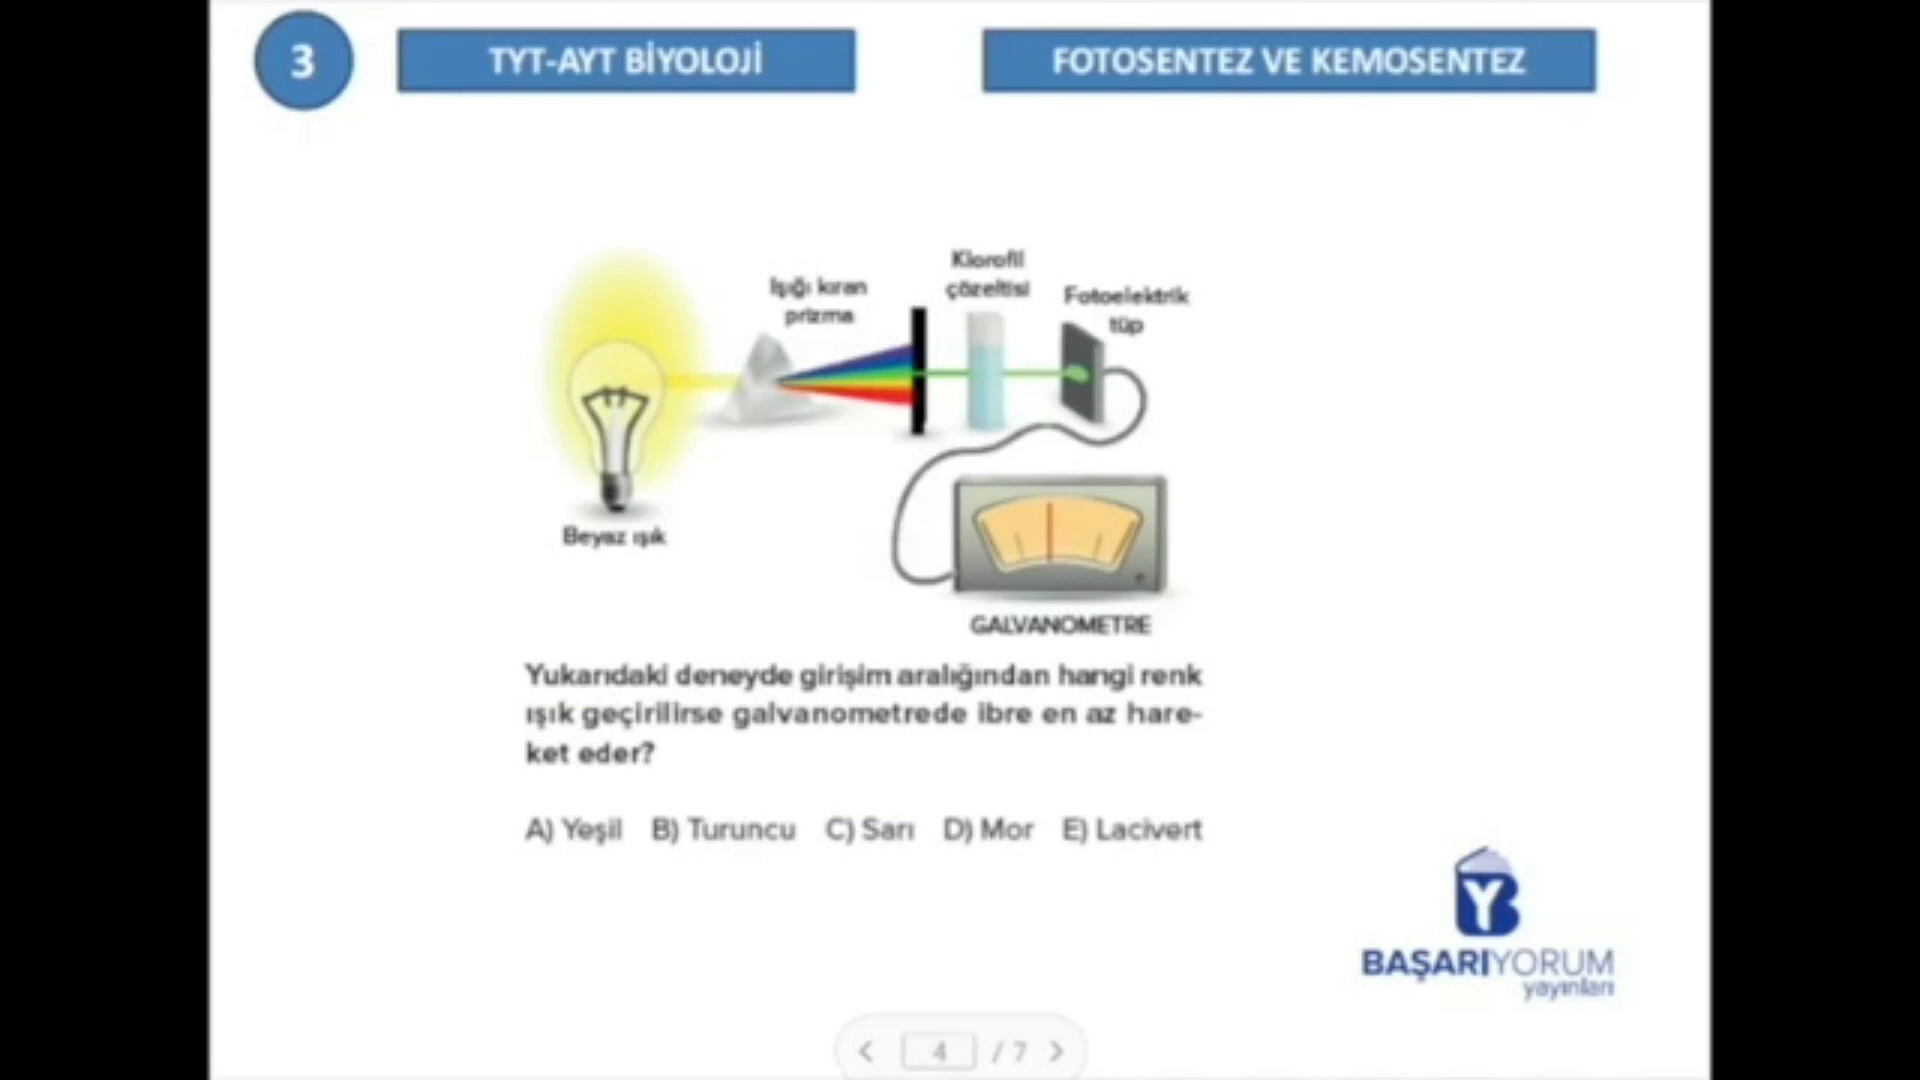 3
TYT-AYT BİYOLOJİ
FOTOSENTEZ VE KEMOSENTEZ
Klorofil
çözeltisi
Işığı kıran
prizma
Fotoelektrik
tüp
Beyaz ışık
GALVANOMETRE
Yukarıdaki deneyde girişim aralığından hangi renk
ışık geçirilirse galvanometrede ibre en az hare-
ket eder?
A) Yeşil B) Turuncu C) Sarı D) Mor E) Lacivert
BAŞARIYORUM
yayınları
4 / 7